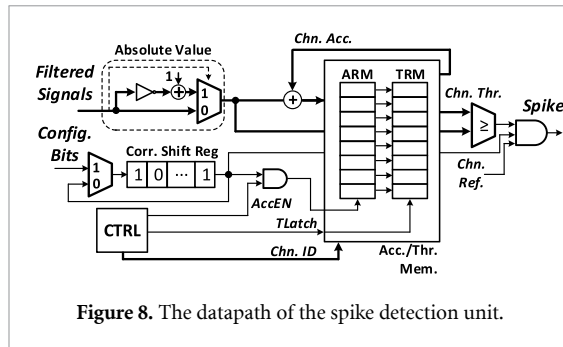 Chn. Acc.
Absolute Value
Filtered
Signals
1
1
0
+
+
ARM
TRM
Chn. Thr.
≥
Spike
Config.
Bits
Corr. Shift Reg
1
0
1 0 ··· 1
Chn.
Ref.
AccEN
CTRL
TLatch
Chn. ID
Acc./Thr.
Mem.
Figure 8. The datapath of the spike detection unit.